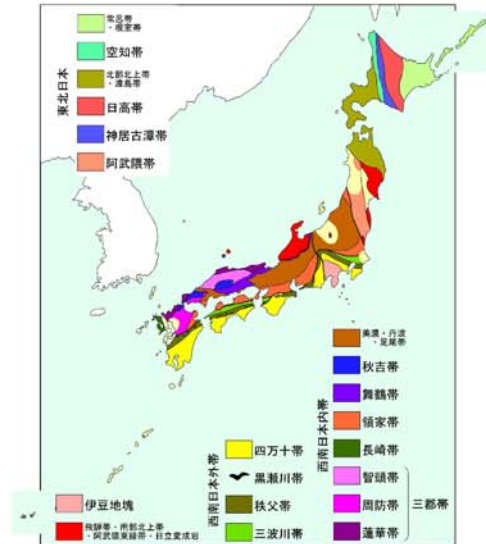 東北日本
常呂帯
・根室帯
空知帯
北部北上帯
・渡島帯
日高帯
神居古潭帯
阿武隈帯
西南日本内帯
美濃・丹波
・足尾帯
秋吉帯
舞鶴帯
領家帯
長崎帯
智頭帯
周防帯
蓮華帯
三郡帯
西南日本外帯
四万十帯
黒瀬川帯
秩父帯
三波川帯
伊豆地塊
飛騨帯・南部北上帯
・阿武隈東縁帯・日立変成岩